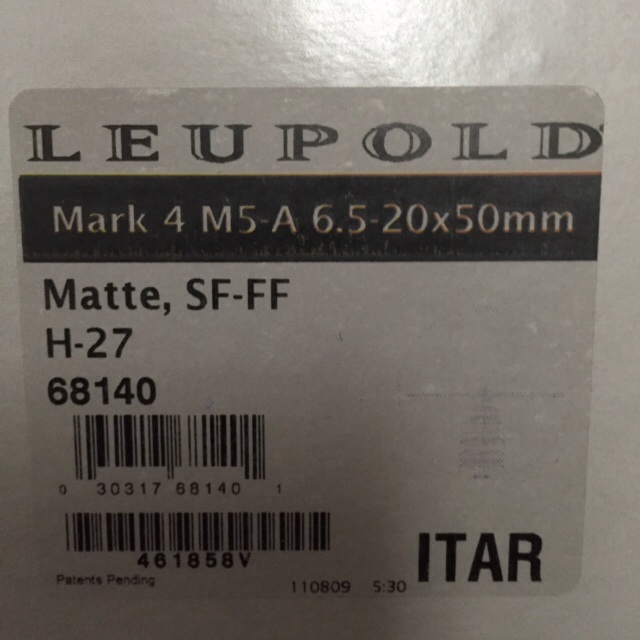 LEUPOLD
Mark 4 M5-A 6.5-20x50mm
Matte, SF-FF
H-27
68140
0 30317 68140 1
461858V
Patents Pending
110809 5:30
ITAR